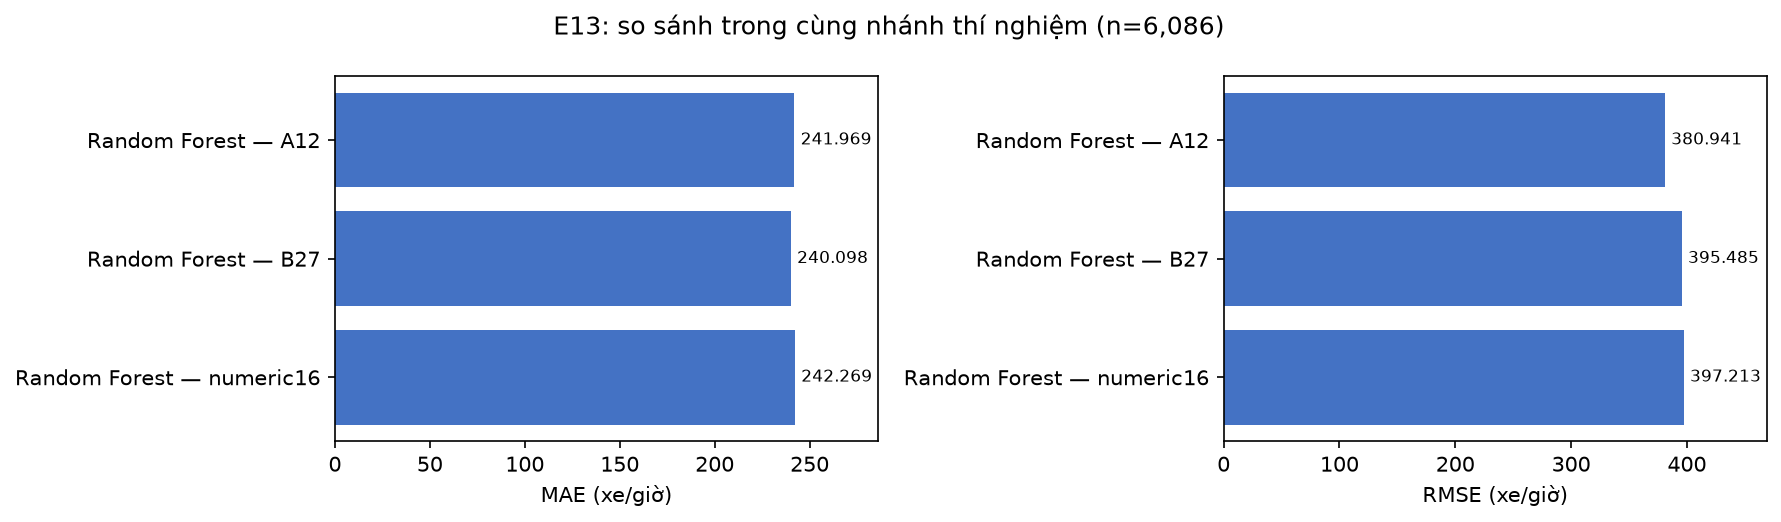 E13: so sánh trong cùng nhánh thí nghiệm (n=6,086)
Random Forest — A12
241.969
Random Forest — B27
240.098
Random Forest — numeric16
242.269
0 50 100 150 200 250
MAE (xe/giờ)
Random Forest — A12
380.941
Random Forest — B27
395.485
Random Forest — numeric16
397.213
0 100 200 300 400
RMSE (xe/giờ)